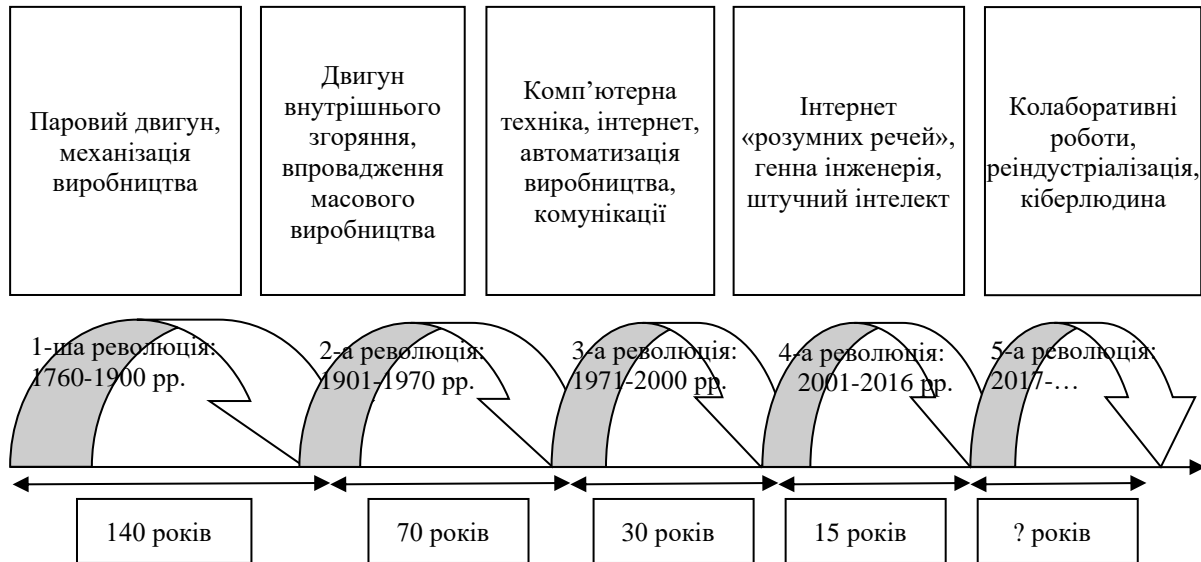 Паровий двигун,
механізація
виробництва
Двигун
внутрішнього
згоряння,
впровадження
масового
виробництва
Комп’ютерна
техніка, інтернет,
автоматизація
виробництва,
комунікації
Інтернет
«розумних речей»,
генна інженерія,
штучний інтелект
Колаборативні
роботи,
реіндустріалізація,
кіберлюдина
1-ша революція:
1760-1900 рр.
2-а революція:
1901-1970 рр.
3-а революція:
1971-2000 рр.
4-а революція:
2001-2016 рр.
5-а революція:
2017-…
140 років
70 років
30 років
15 років
? років